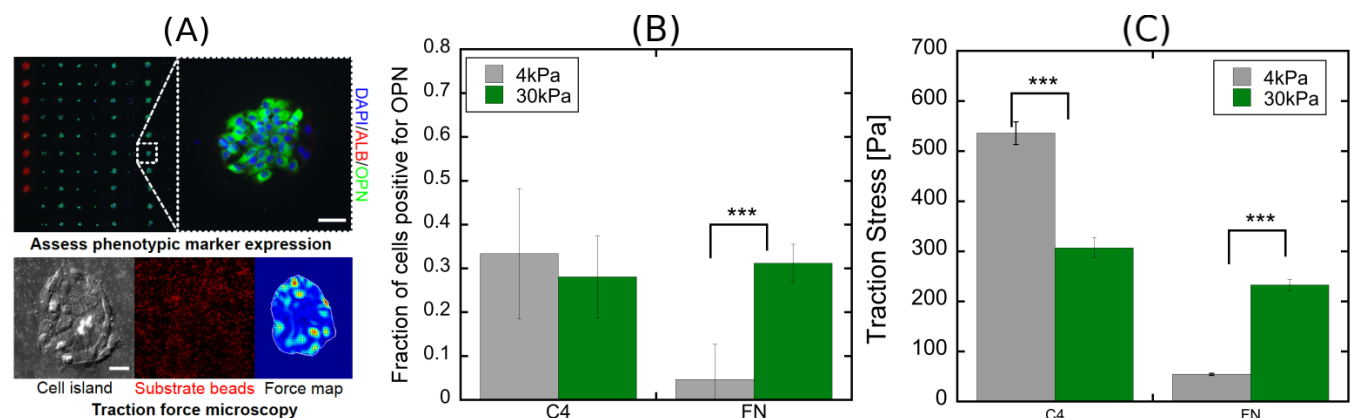 (A)
DAPI/ALB/OPN
Assess phenotypic marker expression
Cell island
Substrate beads
Force map
Traction force microscopy
(B)
Fraction of cells positive for OPN
0.8
0.7
0.6
0.5
0.4
0.3
0.2
0.1
0
4kPa
30kPa
***
C4
FN
(C)
Traction Stress [Pa]
700
600
500
400
300
200
100
0
4kPa
30kPa
***
***
C4
FN